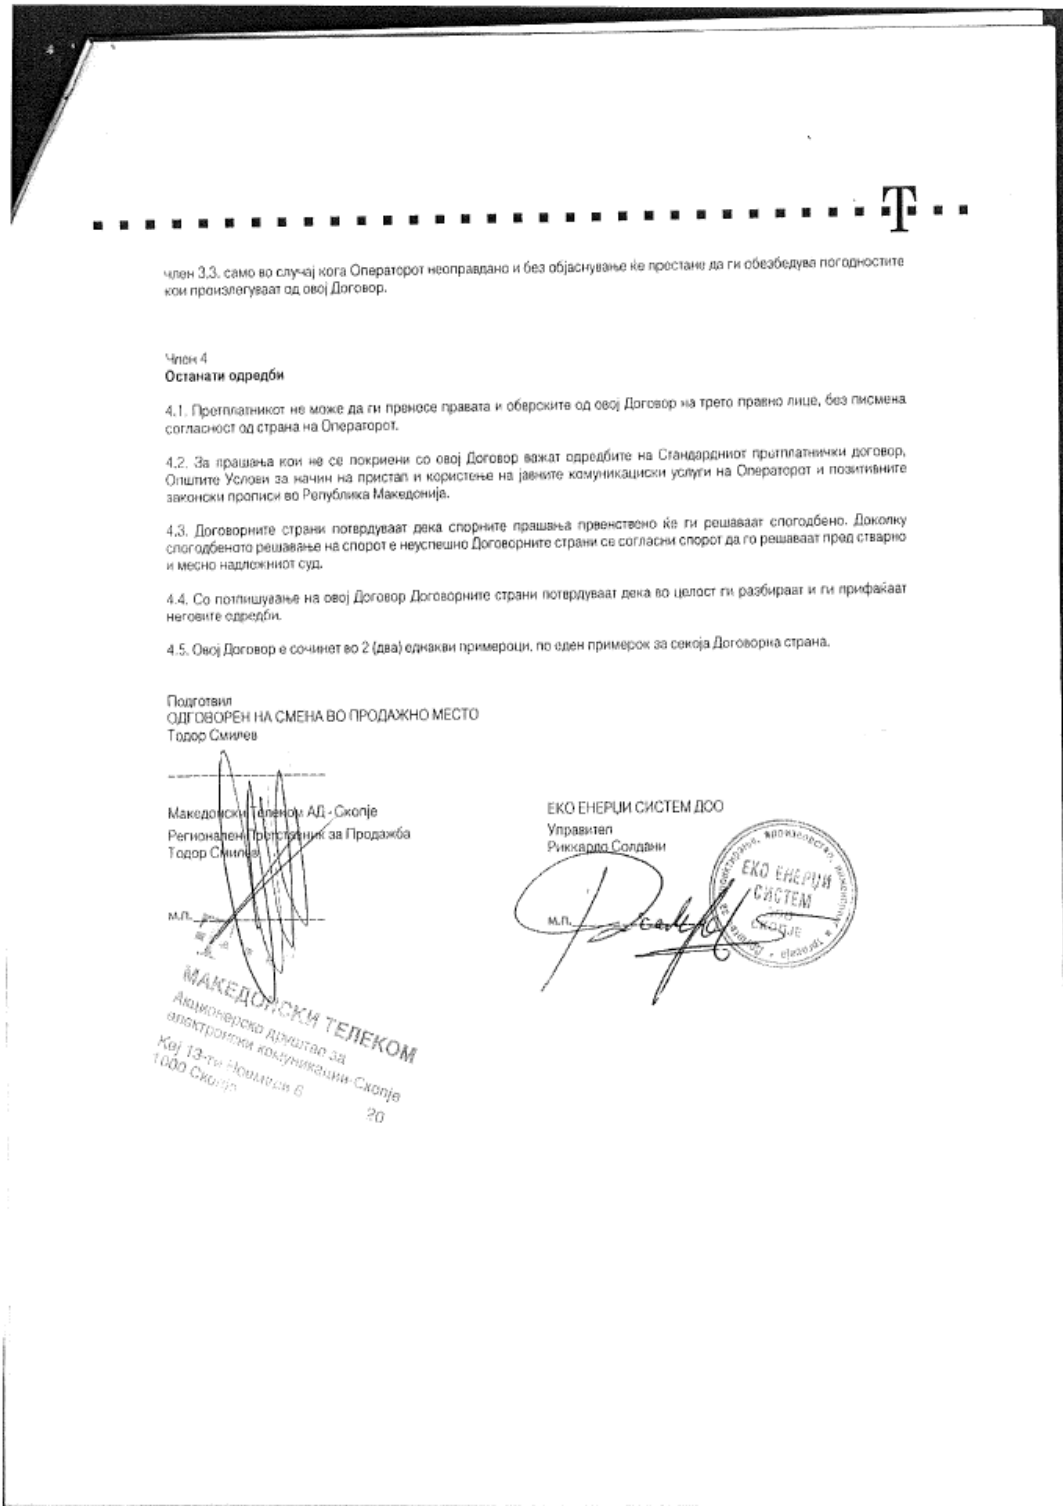 T
член 3.3. само во случај кога Операторот неоправдано и без објаснување ќе престане да ги обезбедува погодностите
кои произлегуваат од овој Договор.
Член 4
Останати одредби
4.1. Претплатникот не може да ги пренесе правата и обврските од овој Договор на трето правно лице, без писмена
согласност од страна на Операторот.
4.2. За прашања кои не се покриени со овој Договор важат одредбите на Стандардниот претплатнички договор,
Општите Услови за начин на пристап и користење на јавните комуникациски услуги на Операторот и позитивните
законски прописи во Република Македонија.
4.3. Договорните страни потврдуваат дека спорните прашања првенствено ќе ги решаваат спогодбено. Доколку
спогодбеното решавање на спорот е неуспешно Договорните страни се согласни спорот да го решаваат пред стварно
и месно надлежниот суд.
4.4. Со потпишување на овој Договор Договорните страни потврдуваат дека во целост ги разбираат и ги прифаќаат
неговите одредби.
4.5. Овој Договор е сочинет во 2 (два) еднакви примероци, по еден примерок за секоја Договорна страна.
Подготвил
ОДГОВОРЕН НА СМЕНА ВО ПРОДАЖНО МЕСТО
Тодор Смилев
Македонски Телеком АД - Скопје
Регионален Претставник за Продажба
Тодор Смилев
м.п.
МАКЕДОНСКИ ТЕЛЕКОМ
Акционерско друштво за
електронски комуникации-Скопје
Кеј 13-ти Ноември 6
1000 Скопје
20
ЕКО ЕНЕРЏИ СИСТЕМ ДОО
Управител
Риккардо Солдани
м.п.
ЕКО ЕНЕРЏИ
СИСТЕМ
СКОПЈЕ